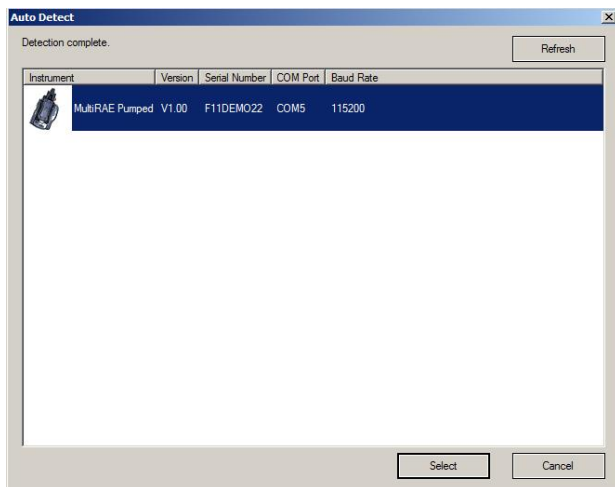 Auto Detect
Detection complete.
Refresh
Instrument Version Serial Number COM Port Baud Rate
MultiRAE Pumped V1.00 F11DEMO22 COM5 115200
Select Cancel